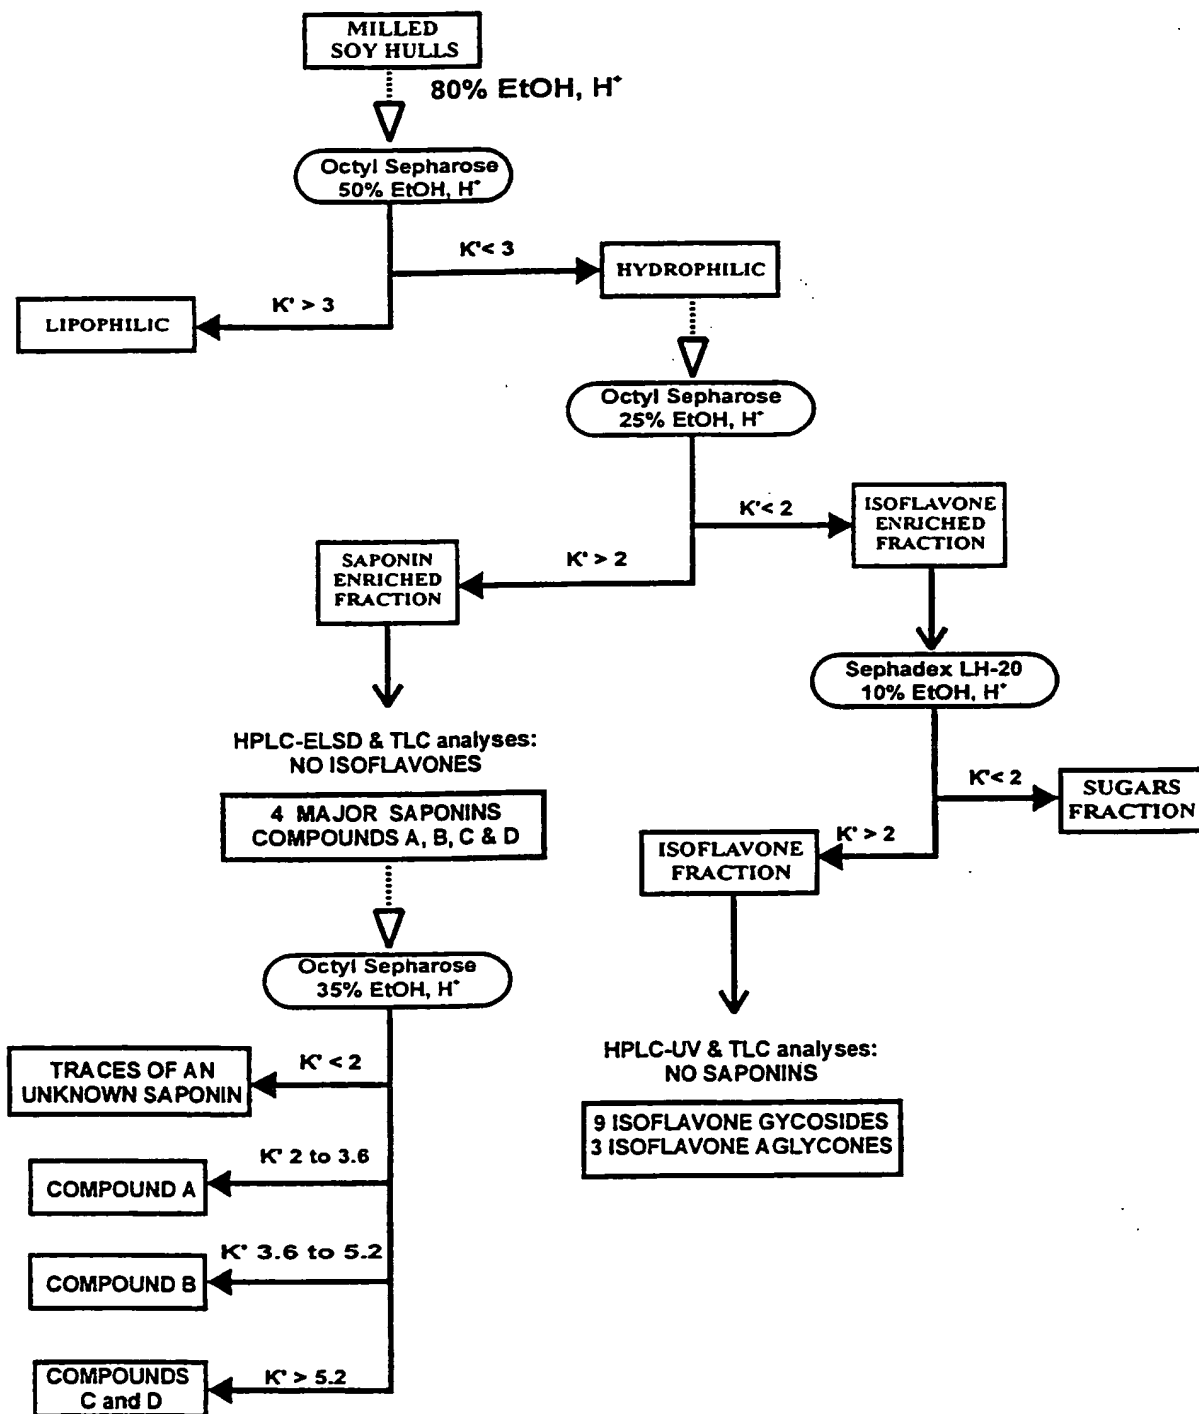 MILLED
SOY HULLS
80% EtOH, H⁺
Octyl Sepharose
50% EtOH, H⁺
K'< 3
HYDROPHILIC
K' > 3
LIPOPHILIC
Octyl Sepharose
25% EtOH, H⁺
K'< 2
ISOFLAVONE
ENRICHED
FRACTION
K' > 2
SAPONIN
ENRICHED
FRACTION
Sephadex LH-20
10% EtOH, H⁺
HPLC-ELSD & TLC analyses:
NO ISOFLAVONES
K'< 2
SUGARS
FRACTION
4 MAJOR SAPONINS
COMPOUNDS A, B, C & D
K' > 2
ISOFLAVONE
FRACTION
Octyl Sepharose
35% EtOH, H⁺
HPLC-UV & TLC analyses:
NO SAPONINS
K' < 2
TRACES OF AN
UNKNOWN SAPONIN
9 ISOFLAVONE GYCOSIDES
3 ISOFLAVONE AGLYCONES
K' 2 to 3.6
COMPOUND A
K' 3.6 to 5.2
COMPOUND B
K' > 5.2
COMPOUNDS
C and D